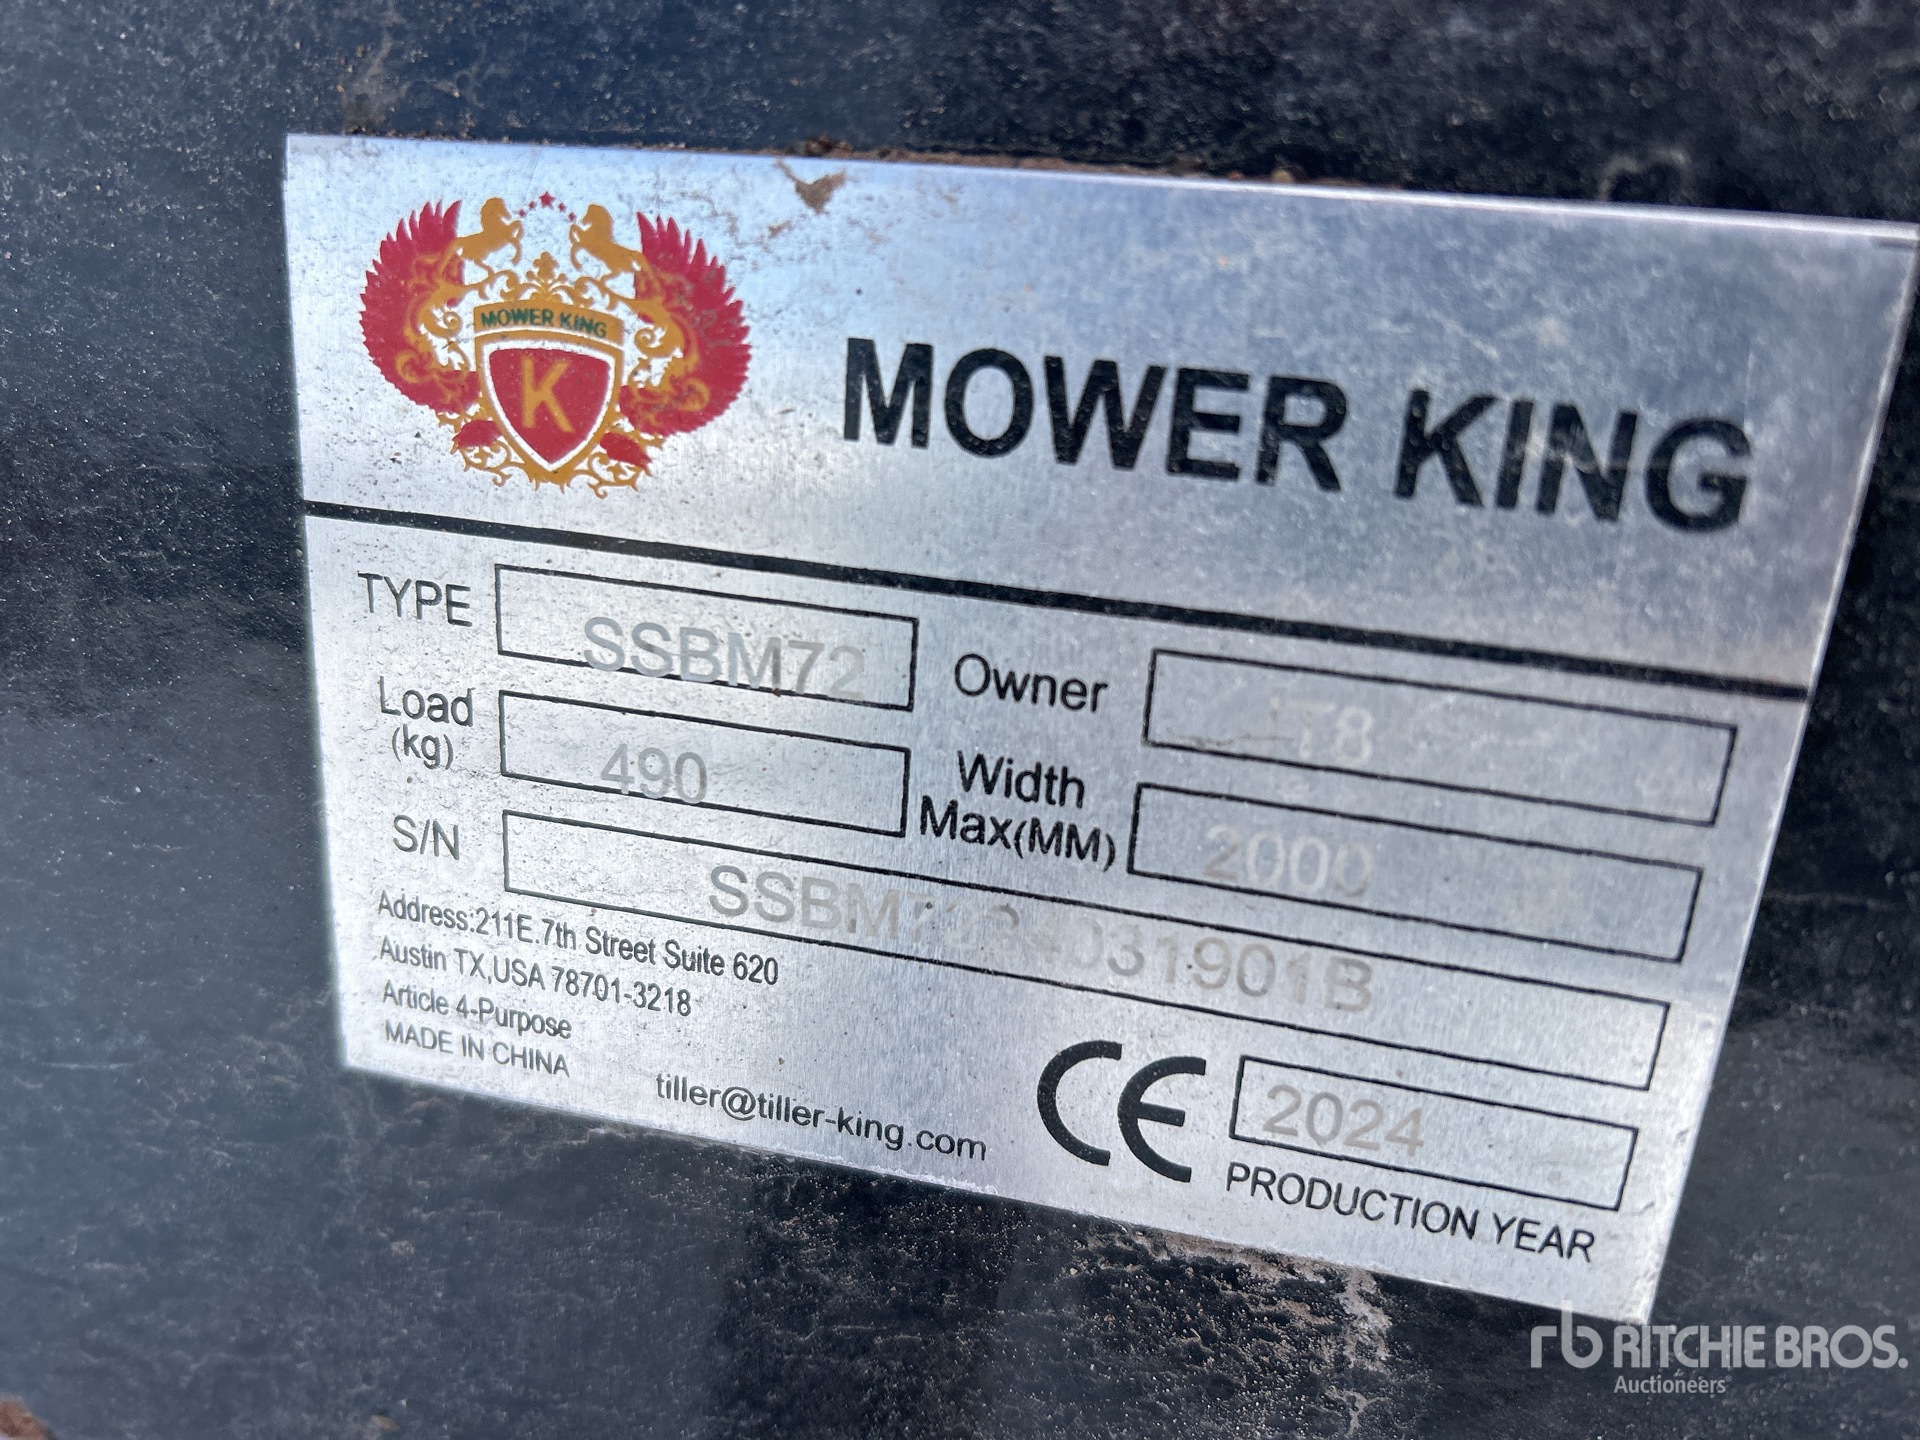 MOWER KING
K
MOWER KING
TYPE SSBM72
Owner T8
Load (kg) 490
Width Max(MM) 2000
S/N
Address:211E.7th Street Suite 620
Austin TX,USA 78701-3218
Article 4-Purpose
MADE IN CHINA
tiller@tiller-king.com
CE 2024
PRODUCTION YEAR
rb RITCHIE BROS.
Auctioneers